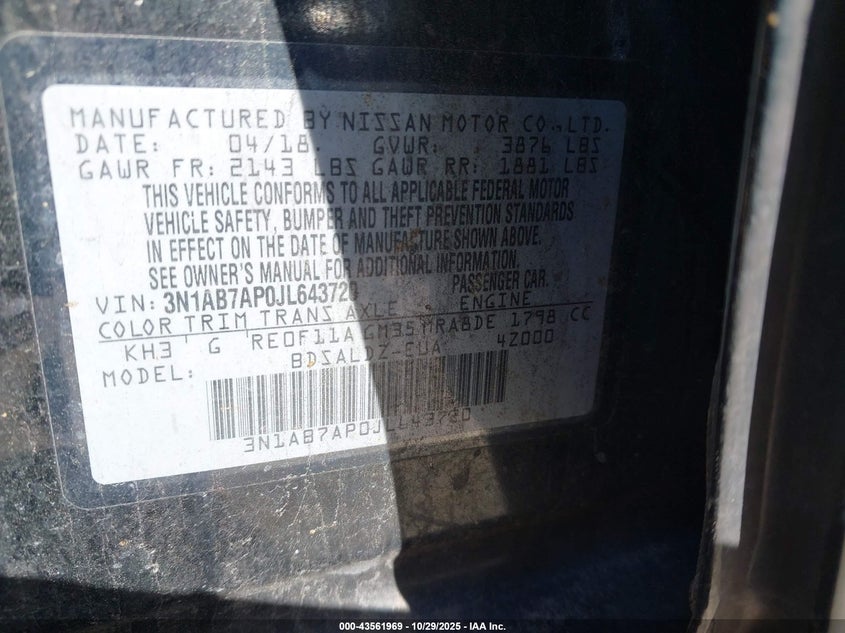 MANUFACTURED BY NISSAN MOTOR CO.,LTD.
DATE: 04/18. GVWR: 3876 LBS
GAWR FR: 2143 LBS GAWR RR: 1881 LBS
THIS VEHICLE CONFORMS TO ALL APPLICABLE FEDERAL MOTOR
VEHICLE SAFETY, BUMPER AND THEFT PREVENTION STANDARDS
IN EFFECT ON THE DATE OF MANUFACTURE SHOWN ABOVE.
SEE OWNER'S MANUAL FOR ADDITIONAL INFORMATION.
PASSENGER CAR.
VIN: 3N1AB7AP0JL643720
COLOR TRIM TRANS AXLE ENGINE
KH3 G RE0F11A GM35 MRA8DE 1798 CC
MODEL: BDSALDZ-EUA 4Z000
3N1AB7AP0JL643720
000-43561969 | 10/29/2025 | IAA Inc.